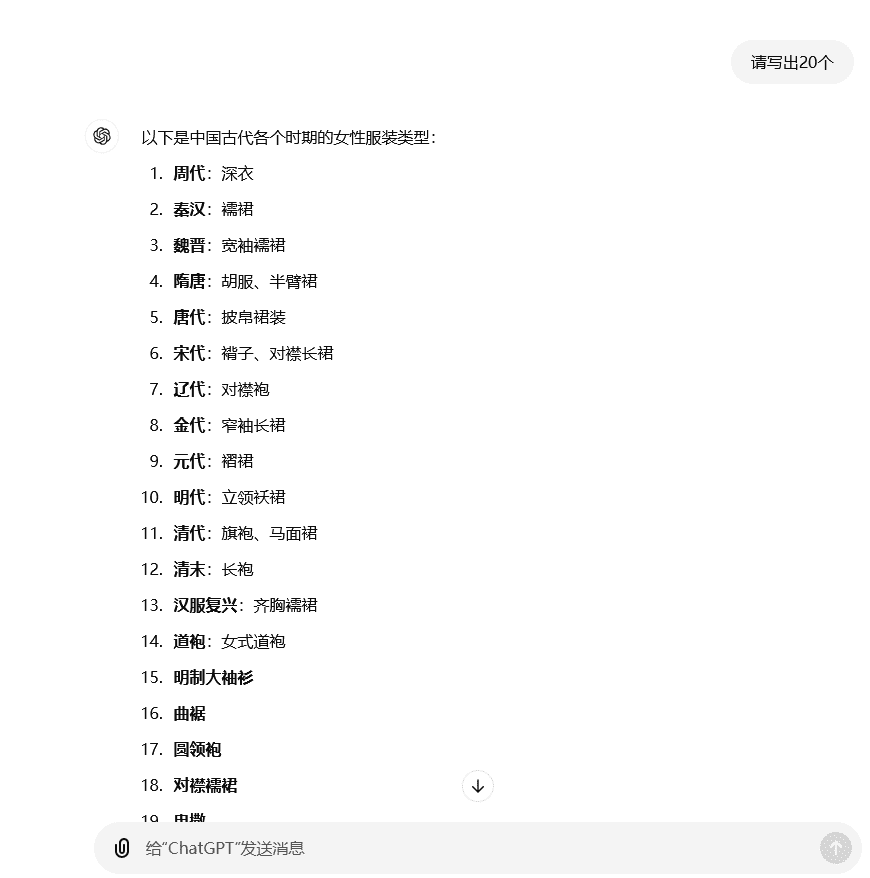 请写出20个
以下是中国古代各个时期的女性服装类型：
1. 周代：深衣
2. 秦汉：襦裙
3. 魏晋：宽袖襦裙
4. 隋唐：胡服、半臂裙
5. 唐代：披帛裙装
6. 宋代：褙子、对襟长裙
7. 辽代：对襟袍
8. 金代：窄袖长裙
9. 元代：褶裙
10. 明代：立领袄裙
11. 清代：旗袍、马面裙
12. 清末：长袍
13. 汉服复兴：齐胸襦裙
14. 道袍：女式道袍
15. 明制大袖衫
16. 曲裾
17. 圆领袍
18. 对襟襦裙
19.
给“ChatGPT”发送消息